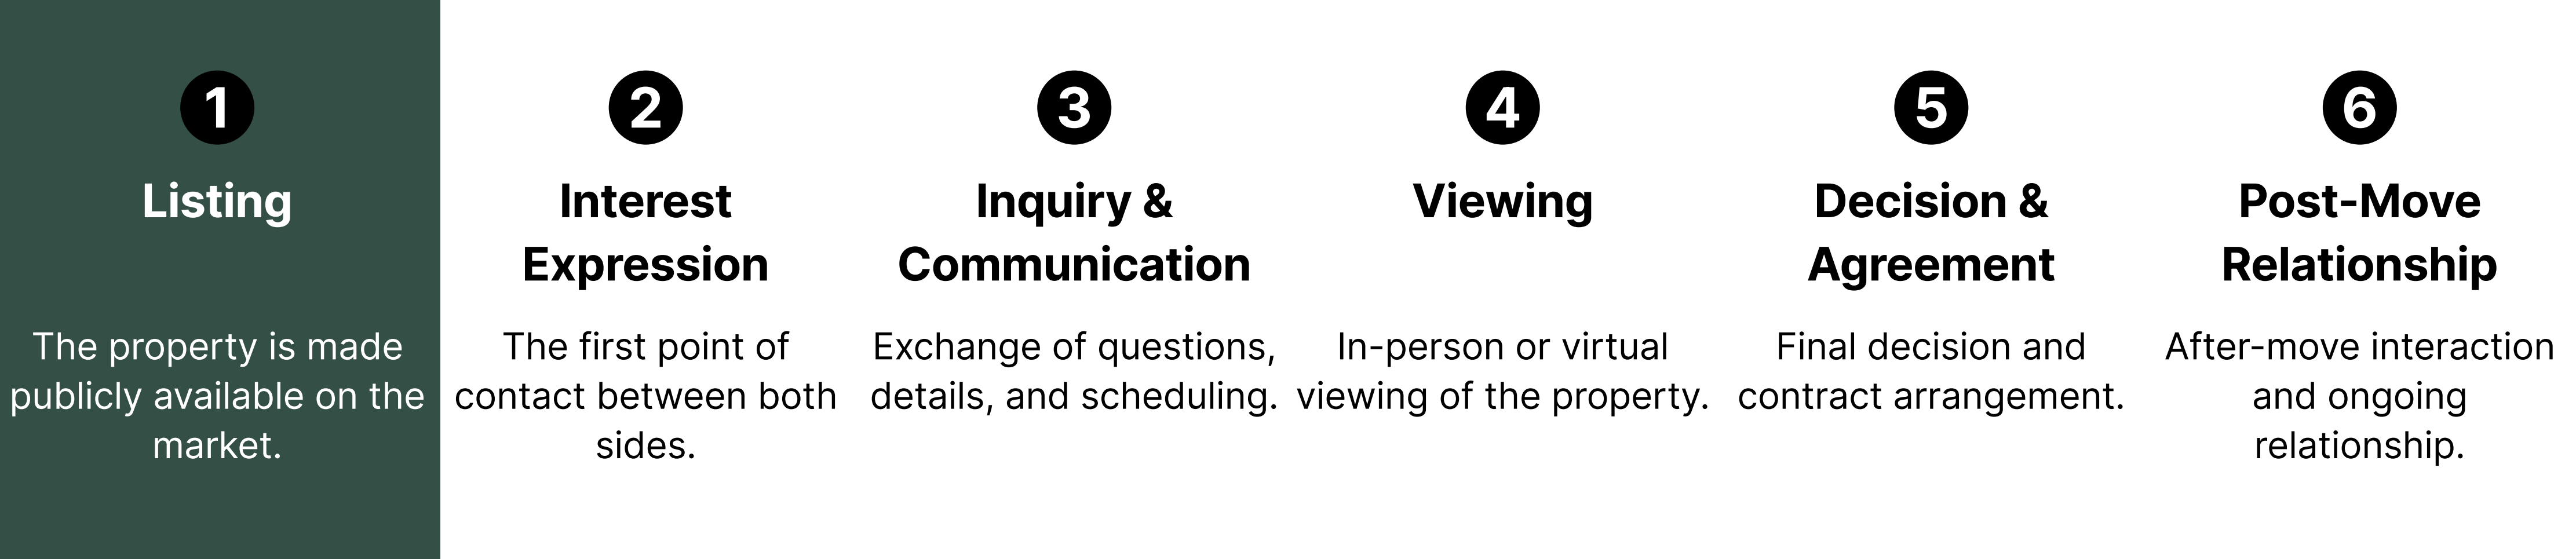 1
Listing
The property is made
publicly available on the
market.
2
Interest
Expression
The first point of
contact between both
sides.
3
Inquiry &
Communication
Exchange of questions,
details, and scheduling.
4
Viewing
In-person or virtual
viewing of the property.
5
Decision &
Agreement
Final decision and
contract arrangement.
6
Post-Move
Relationship
After-move interaction
and ongoing
relationship.